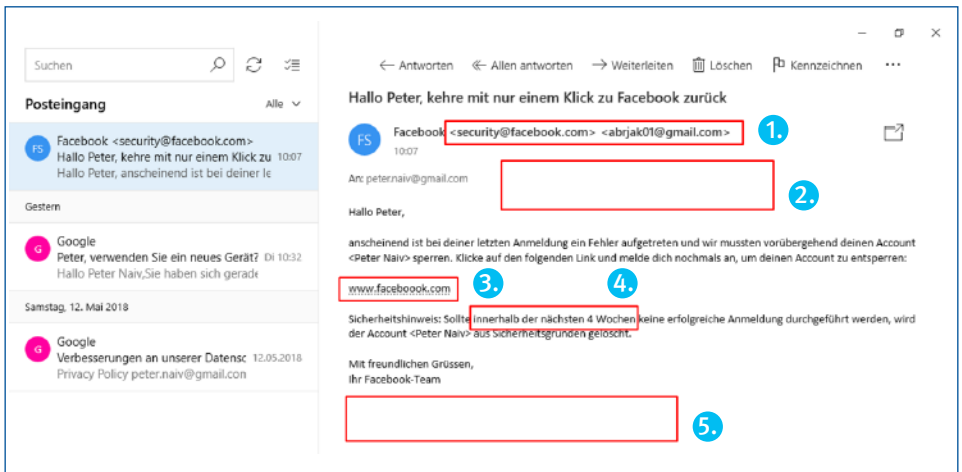 Suchen
Posteingang
Alle
FS
Facebook <security@facebook.com>
Hallo Peter, kehre mit nur einem Klick zu 10:07
Hallo Peter, anscheinend ist bei deiner le
Gestern
G
Google
Peter, verwenden Sie ein neues Gerät? Di 10:32
Hallo Peter Naiv,Sie haben sich gerade
Samstag, 12. Mai 2018
G
Google
Verbesserungen an unserer Datensc 12.05.2018
Privacy Policy peter.naiv@gmail.con
Antworten Allen antworten Weiterleiten Löschen Kennzeichnen ...
Hallo Peter, kehre mit nur einem Klick zu Facebook zurück
FS
Facebook <security@facebook.com> <abrjak01@gmail.com> 1.
10:07
An: peter.naiv@gmail.com
2.
Hallo Peter,
anscheinend ist bei deiner letzten Anmeldung ein Fehler aufgetreten und wir mussten vorübergehend deinen Account
<Peter Naiv> sperren. Klicke auf den folgenden Link und melde dich nochmals an, um deinen Account zu entsperren:
www.faceboook.com 3. 4.
Sicherheitshinweis: Sollte innerhalb der nächsten 4 Wochen keine erfolgreiche Anmeldung durchgeführt werden, wird
der Account <Peter Naiv> aus Sicherheitsgründen gelöscht.
Mit freundlichen Grüssen,
Ihr Facebook-Team
5.